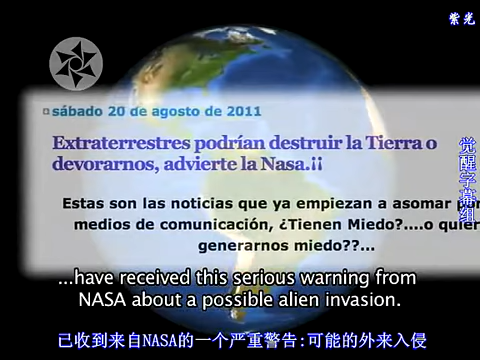 紫光
sábado 20 de agosto de 2011
Extraterrestres podrían destruir la Tierra o
devorarnos, advierte la Nasa.¡¡
Estas son las noticias que ya empiezan a asomar por
medios de comunicación, ¿Tienen Miedo?....o quier
generarnos miedo??...
觉醒字幕组
...have received this serious warning from
NASA about a possible alien invasion.
已收到来自NASA的一个严重警告:可能的外来入侵